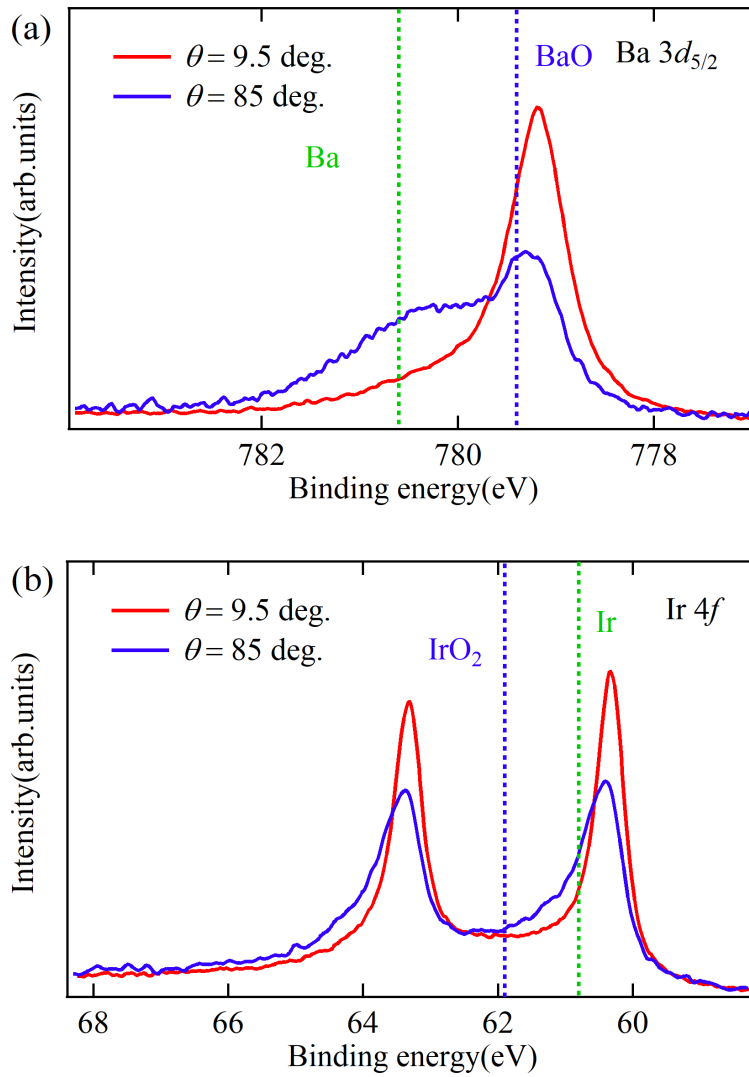 (a)
θ = 9.5 deg.
θ = 85 deg.
BaO
Ba 3d5/2
Ba
Intensity(arb.units)
782
780
778
Binding energy(eV)
(b)
θ = 9.5 deg.
θ = 85 deg.
IrO2
Ir
Ir 4f
Intensity(arb.units)
68
66
64
62
60
Binding energy(eV)